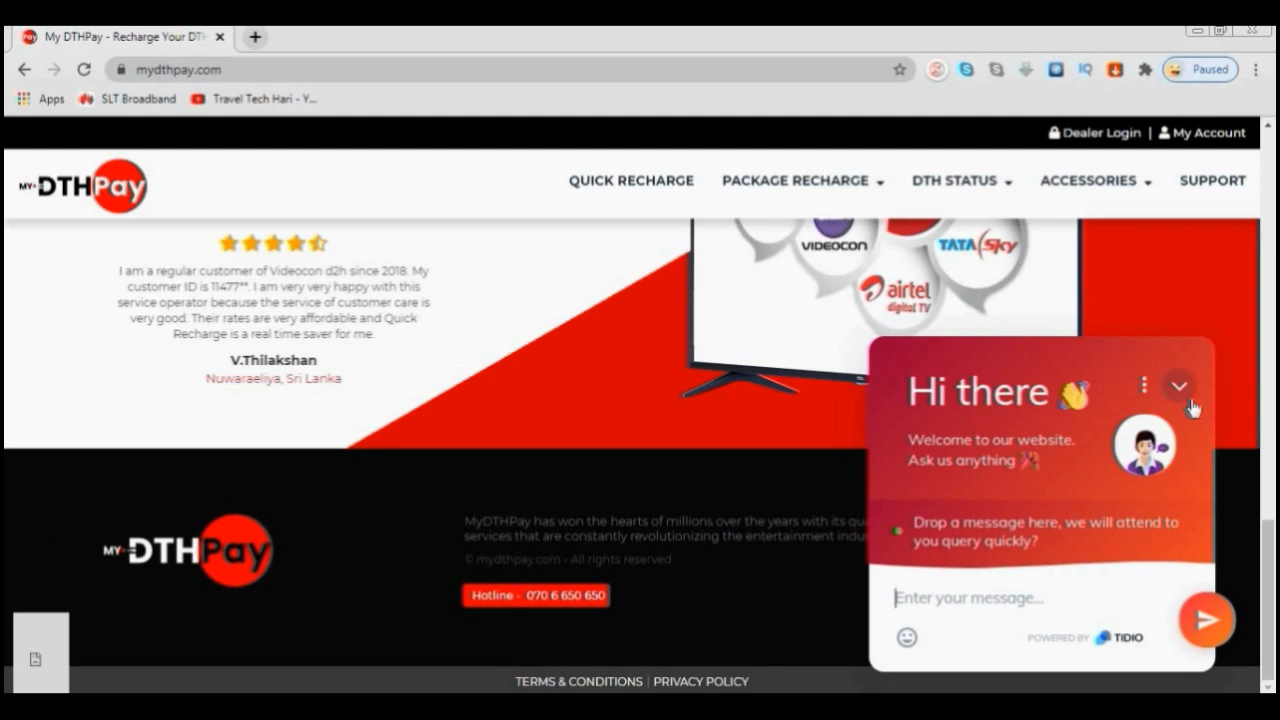 My DTHPay - Recharge Your DTH
mydthpay.com
Paused
Apps
SLT Broadband
Travel Tech Hari - Y...
Dealer Login | My Account
MY DTHPay
QUICK RECHARGE
PACKAGE RECHARGE
DTH STATUS
ACCESSORIES
SUPPORT
VIDEOCON
TATA Sky
airtel
digital TV
I am a regular customer of Videocon d2h since 2018. My
customer ID is 11477**. I am very very happy with this
service operator because the service of customer care is
very good. Their rates are very affordable and Quick
Recharge is a real time saver for me.
V.Thilakshan
Nuwaraeliya, Sri Lanka
Hi there
Welcome to our website.
Ask us anything
Drop a message here, we will attend to
you query quickly?
Enter your message...
POWERED BY TIDIO
MY DTHPay
MyDTHPay has won the hearts of millions over the years with its
services that are constantly revolutionizing the entertainment
© mydthpay.com - All rights reserved
Hotline - 070 6 650 650
TERMS & CONDITIONS | PRIVACY POLICY